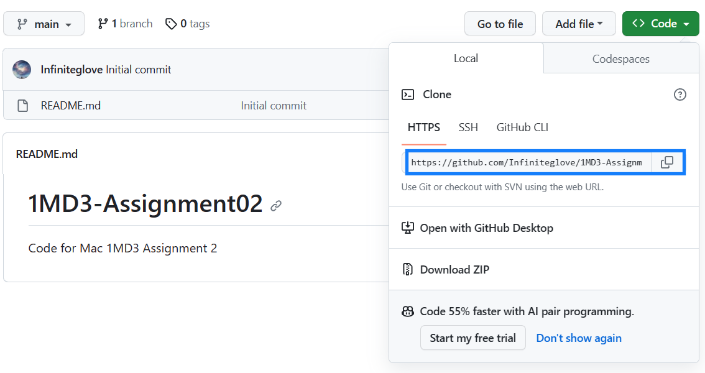 main 1 branch 0 tags Go to file Add file Code
Infiniteglove Initial commit
README.md Initial commit
README.md
1MD3-Assignment02
Code for Mac 1MD3 Assignment 2
Local Codespaces
Clone
HTTPS SSH GitHub CLI
https://github.com/Infiniteglove/1MD3-Assignm
Use Git or checkout with SVN using the web URL.
Open with GitHub Desktop
Download ZIP
Code 55% faster with AI pair programming.
Start my free trial Don't show again